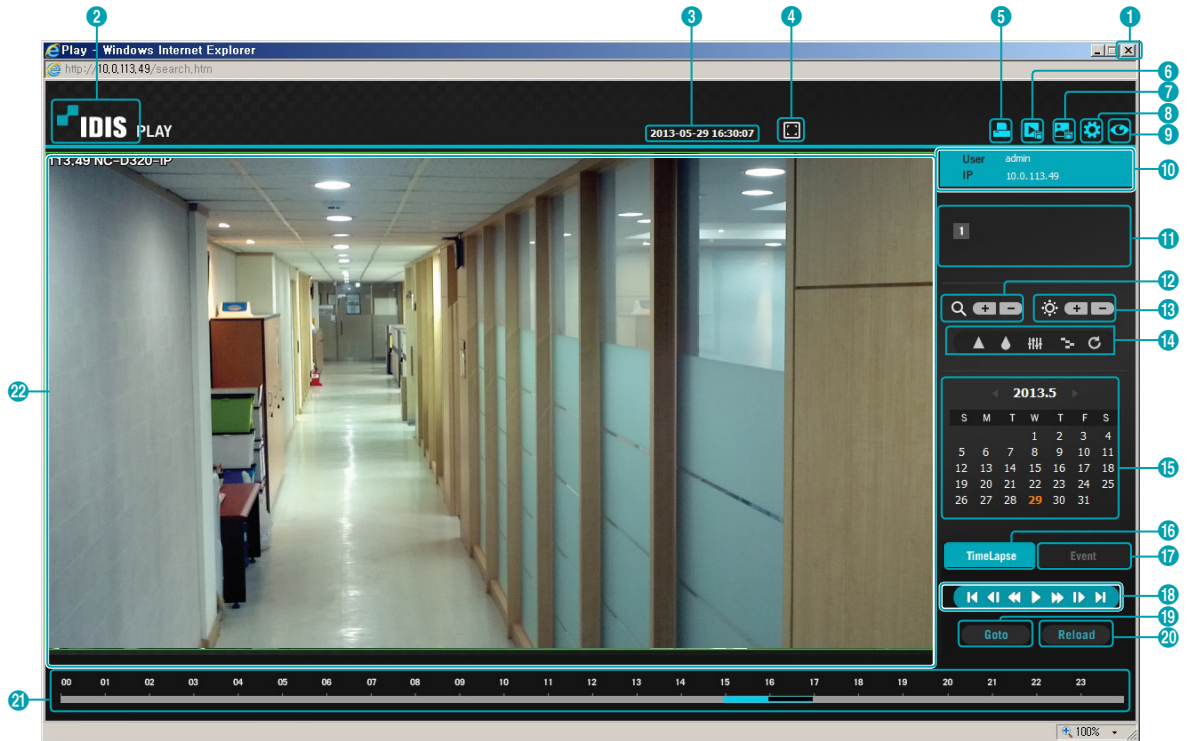 2
3
4
5
1
Play - Windows Internet Explorer
http://10,0,113,49/search,htm
6
7
8
9
IDIS PLAY
2013-05-29 16:30:07
113,49 NC-D320-IP
User admin
IP 10.0.113.49
10
1
11
12
13
14
22
2013.5
S M T W T F S
1 2 3 4
5 6 7 8 9 10 11
12 13 14 15 16 17 18
19 20 21 22 23 24 25
26 27 28 29 30 31
15
16
TimeLapse Event
17
18
19
Goto Reload
20
00 01 02 03 04 05 06 07 08 09 10 11 12 13 14 15 16 17 18 19 20 21 22 23
21
100%